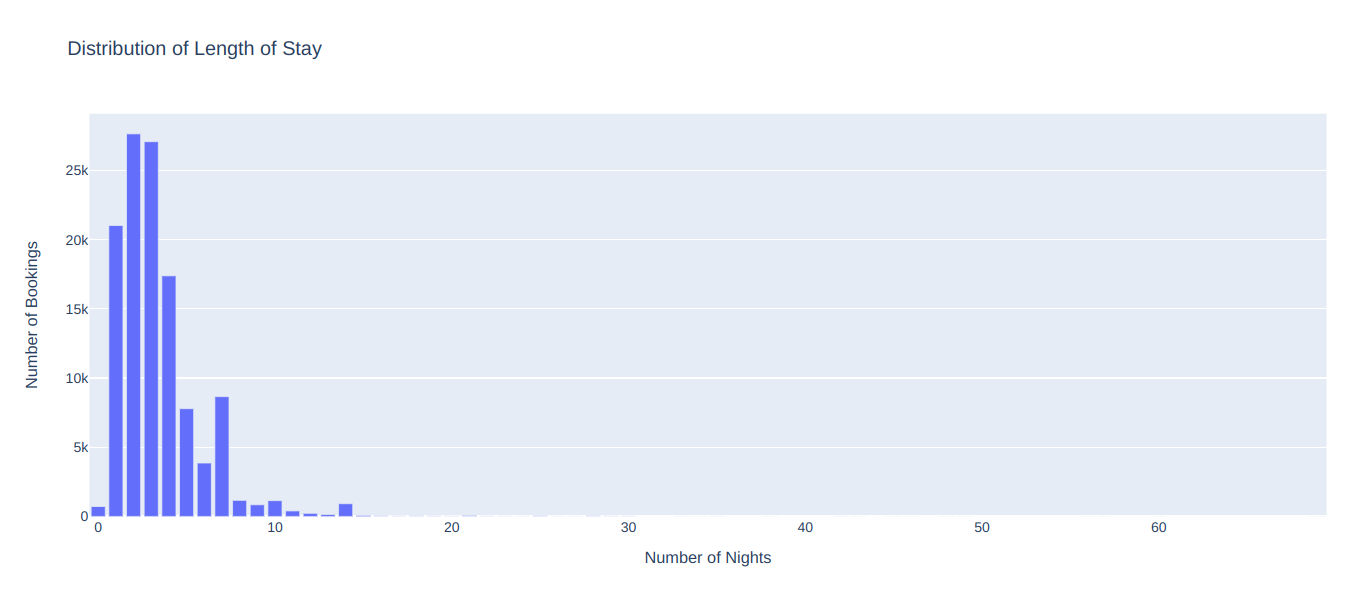 Distribution of Length of Stay
Number of Bookings
25k
20k
15k
10k
5k
0
0 10 20 30 40 50 60
Number of Nights